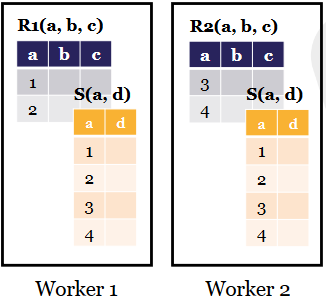 R1(a, b, c)
a b c
1
2
S(a, d)
a d
1
2
3
4
Worker 1
R2(a, b, c)
a b c
3
4
S(a, d)
a d
1
2
3
4
Worker 2